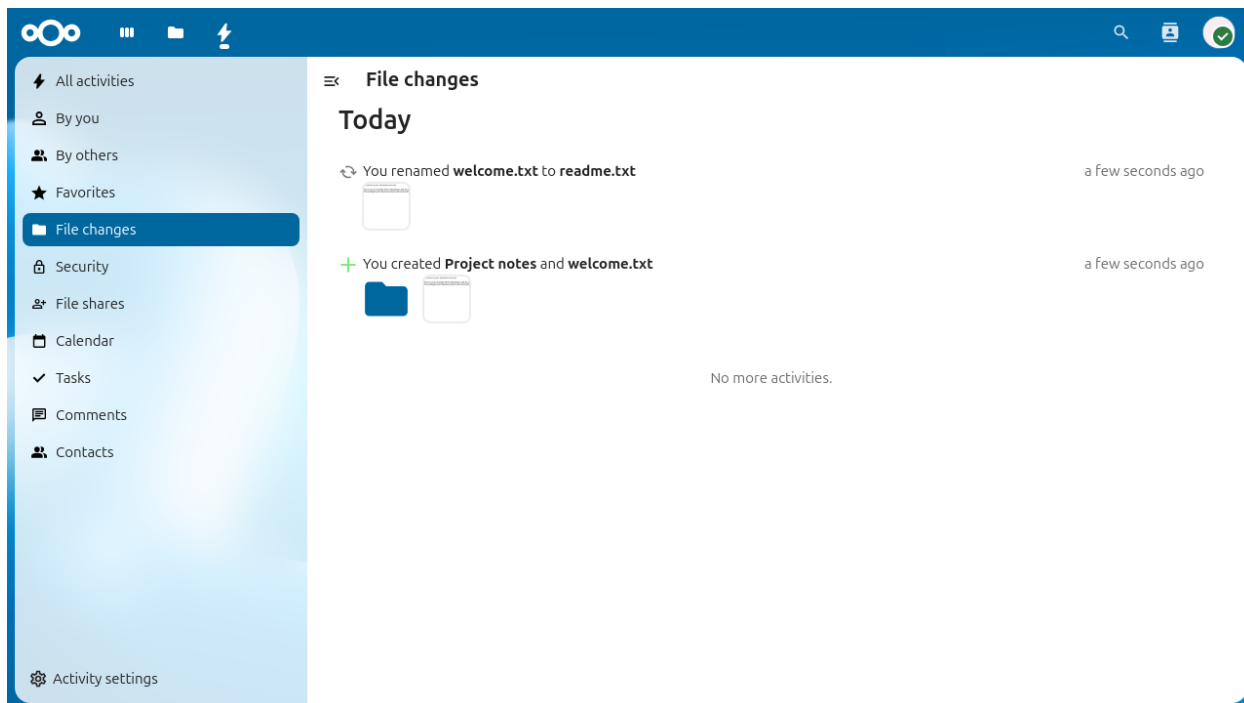 All activities
By you
By others
Favorites
File changes
Security
File shares
Calendar
Tasks
Comments
Contacts
Activity settings
File changes
Today
You renamed welcome.txt to readme.txt
a few seconds ago
You created Project notes and welcome.txt
a few seconds ago
No more activities.